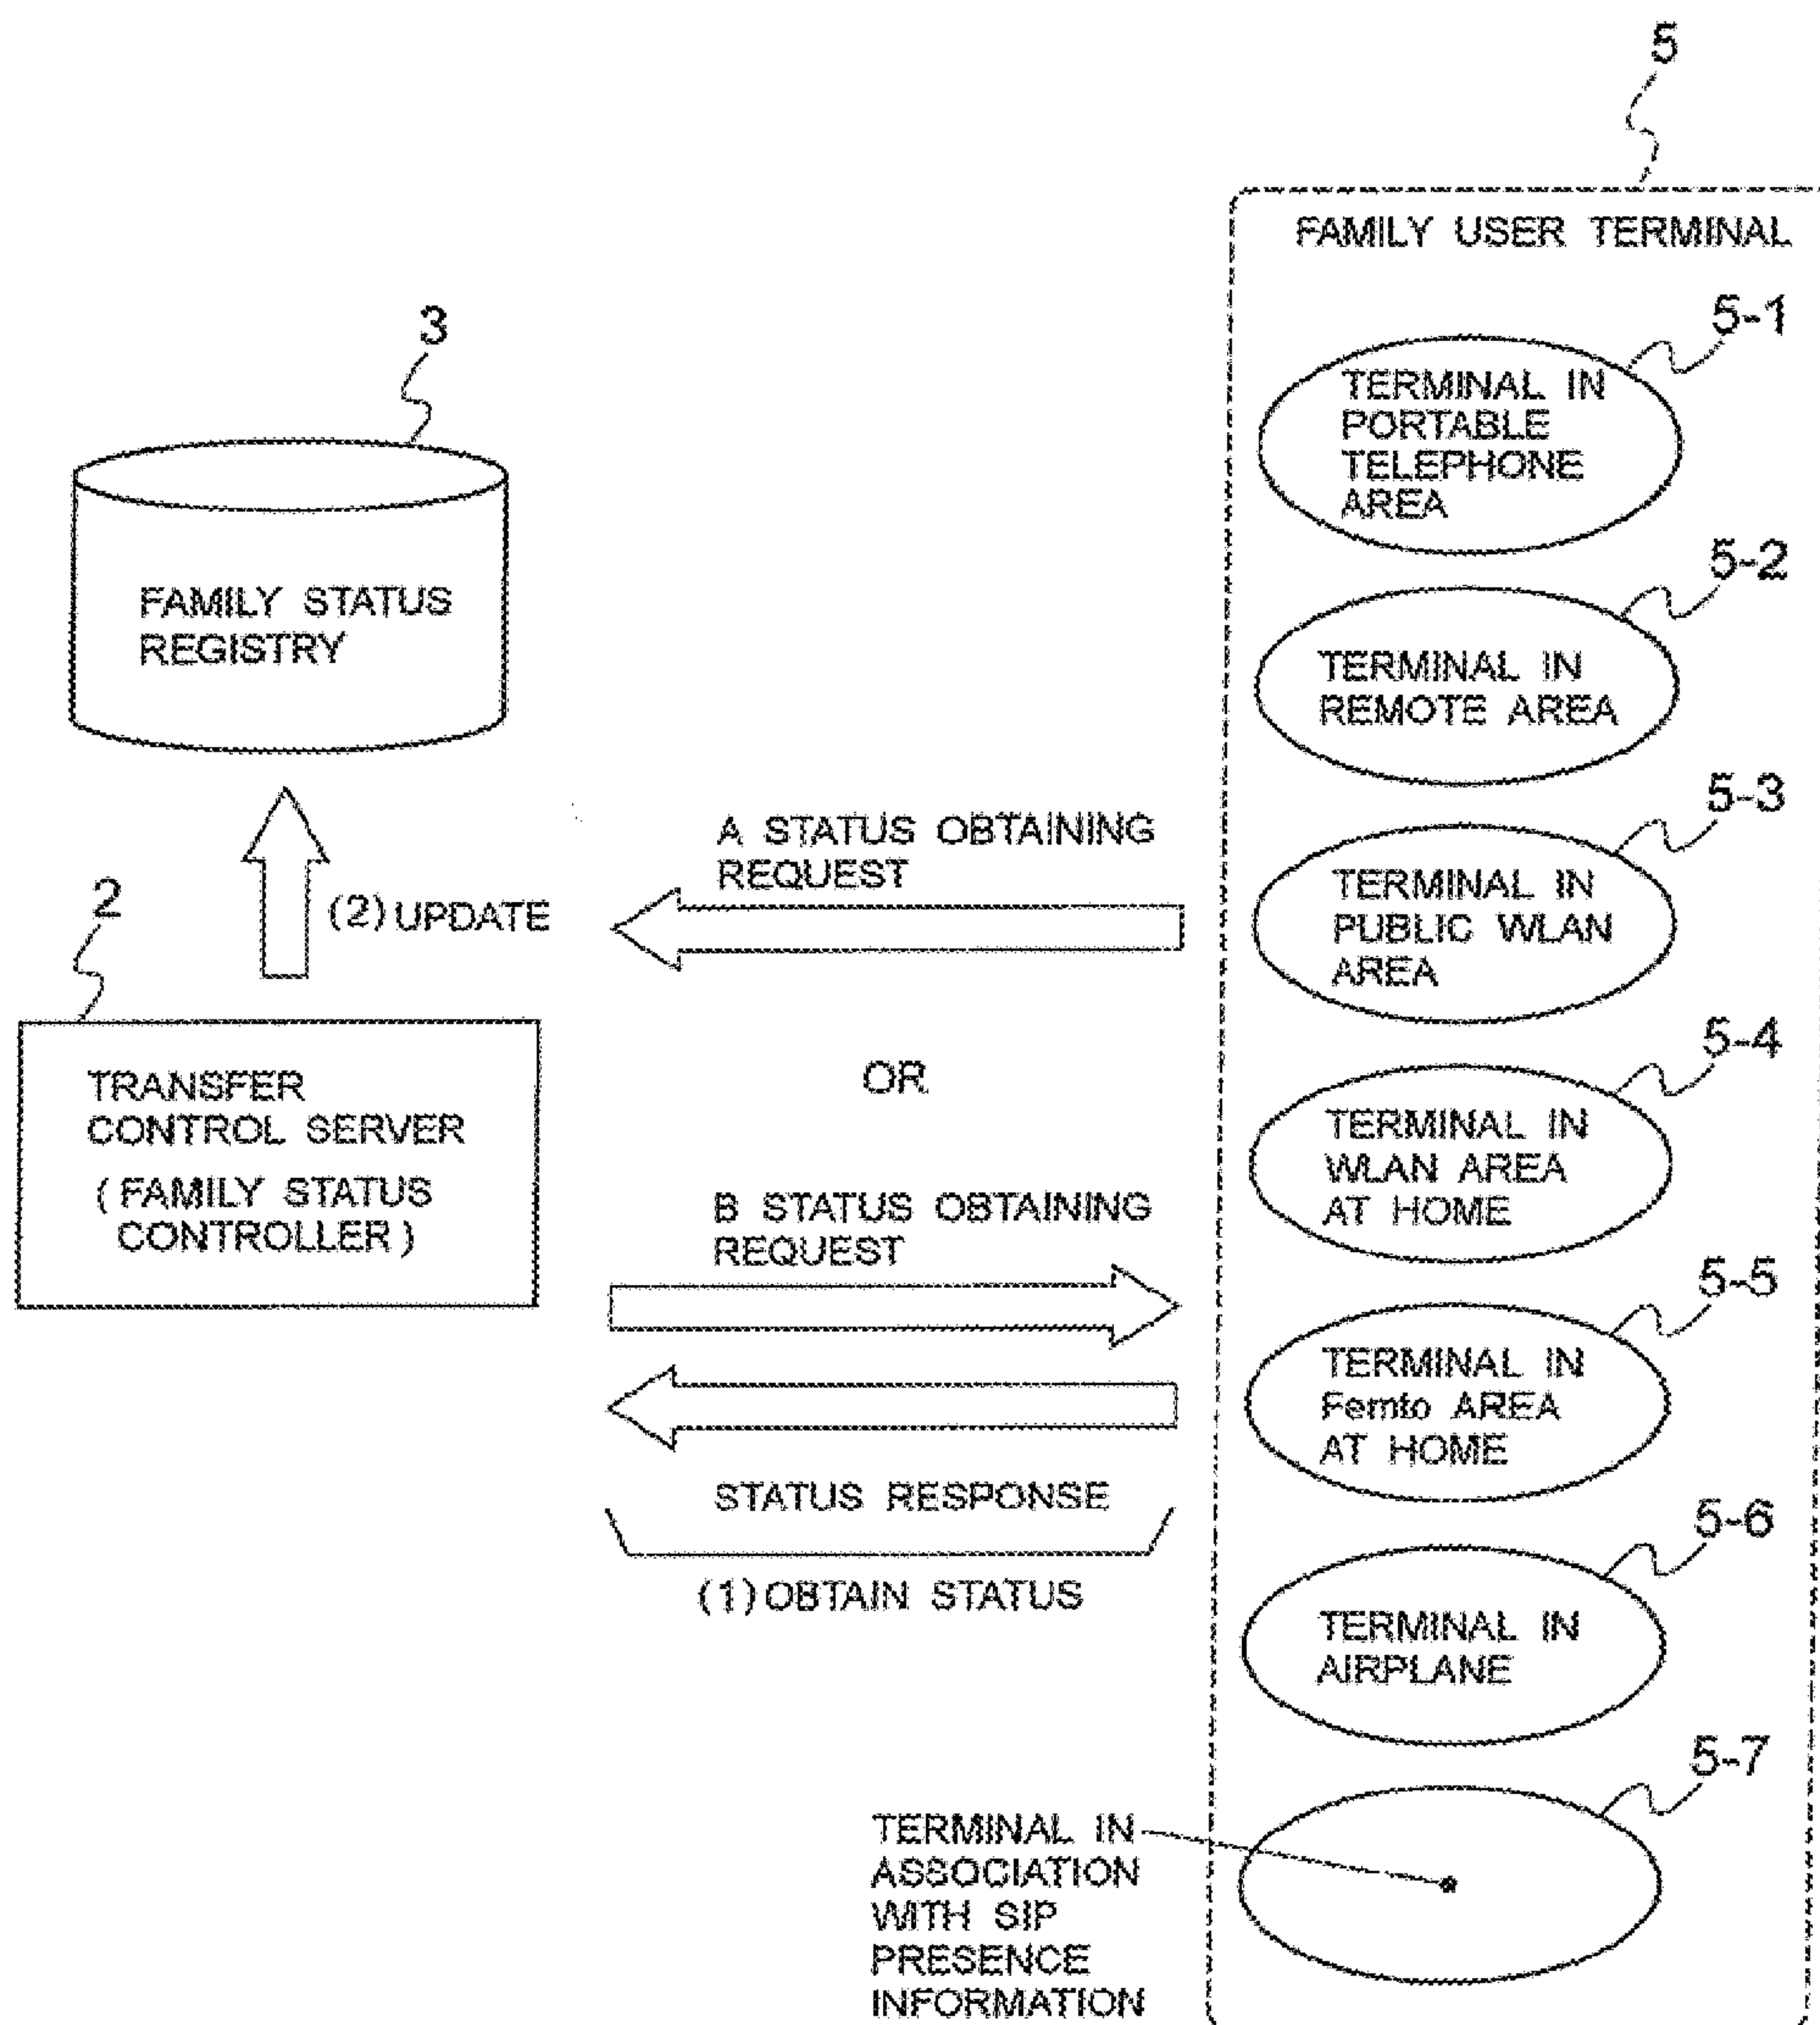 5
FAMILY USER TERMINAL
5-1
TERMINAL IN
PORTABLE
TELEPHONE
AREA
3
FAMILY STATUS
REGISTRY
5-2
TERMINAL IN
REMOTE AREA
5-3
TERMINAL IN
PUBLIC WLAN
AREA
A STATUS OBTAINING
REQUEST
(2) UPDATE
2
TRANSFER
CONTROL SERVER
(FAMILY STATUS
CONTROLLER)
OR
5-4
TERMINAL IN
WLAN AREA
AT HOME
B STATUS OBTAINING
REQUEST
5-5
TERMINAL IN
Femto AREA
AT HOME
STATUS RESPONSE
(1) OBTAIN STATUS
5-6
TERMINAL IN
AIRPLANE
5-7
TERMINAL IN
ASSOCIATION
WITH SIP
PRESENCE
INFORMATION